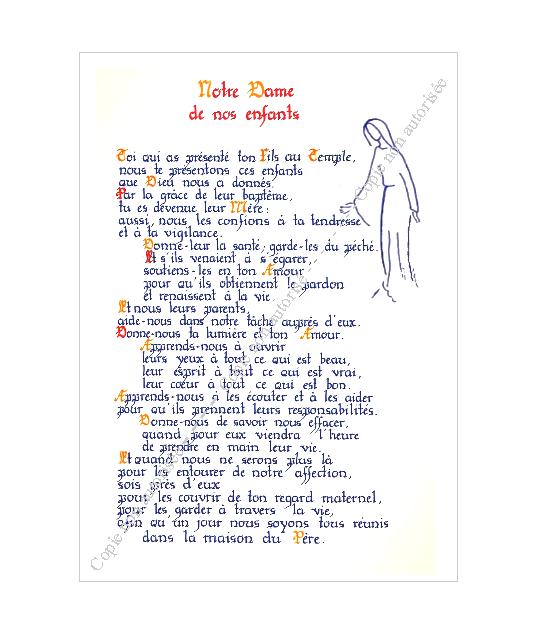 Notre Dame
de nos enfants
Toi qui as présenté ton Fils au Temple,
nous te présentons ces enfants
que Dieu nous a donnés.
Par la grâce de leur baptême,
tu es devenue leur Mère :
aussi, nous les confions à ta tendresse
et à ta vigilance.
Donne-leur la santé, garde-les du péché.
Et s'ils venaient à s'égarer,
soutiens-les en ton Amour
pour qu'ils obtiennent le pardon
et renaissent à la vie.
Et nous leurs parents,
aide-nous dans notre tâche auprès d'eux.
Donne-nous ta lumière et ton Amour.
Apprends-nous à ouvrir
leurs yeux à tout ce qui est beau,
leur esprit à tout ce qui est vrai,
leur cœur à tout ce qui est bon.
Apprends-nous à les écouter et à les aider
pour qu'ils prennent leurs responsabilités.
Donne-nous de savoir nous effacer,
quand pour eux viendra l'heure
de prendre en main leur vie.
Et quand nous ne serons plus là
pour les entourer de notre affection,
sois près d'eux
pour les couvrir de ton regard maternel,
pour les garder à travers la vie,
afin qu'un jour nous soyons tous réunis
dans la maison du Père.
Copie non autorisée - - - - Copie non autorisée - - - - Copie non autorisée